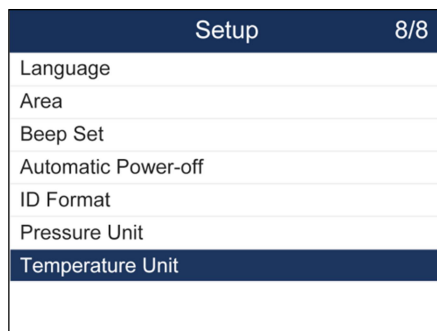 Setup 8/8
Language
Area
Beep Set
Automatic Power-off
ID Format
Pressure Unit
Temperature Unit